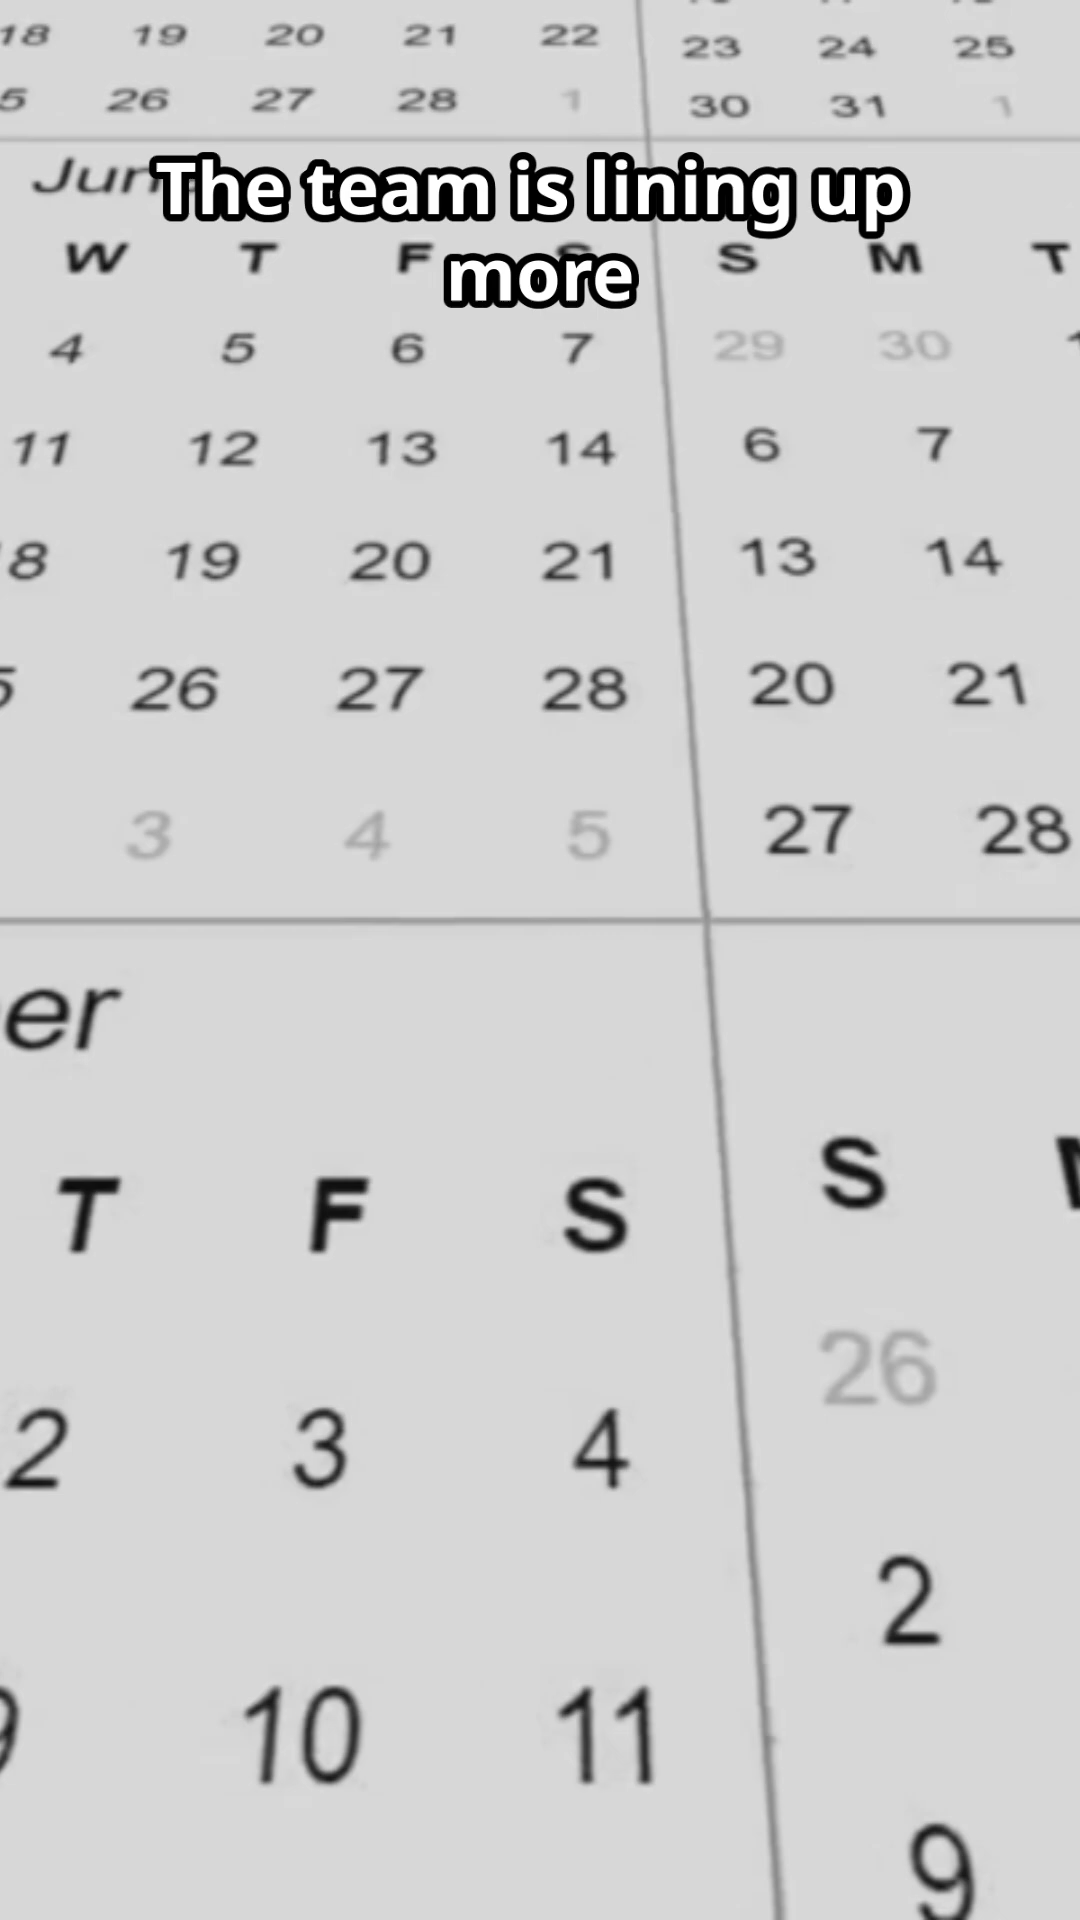 18 19 20 21 22
23 24 25
5 26 27 28 1
30 31 1
The team is lining up
more
W T F S
S M T
4 5 6 7
29 30 1
11 12 13 14
6 7
18 19 20 21
13 14
26 27 28
20 21
3 4 5
27 28
er
T F S
S
26
2 3 4
2
9 10 11
9